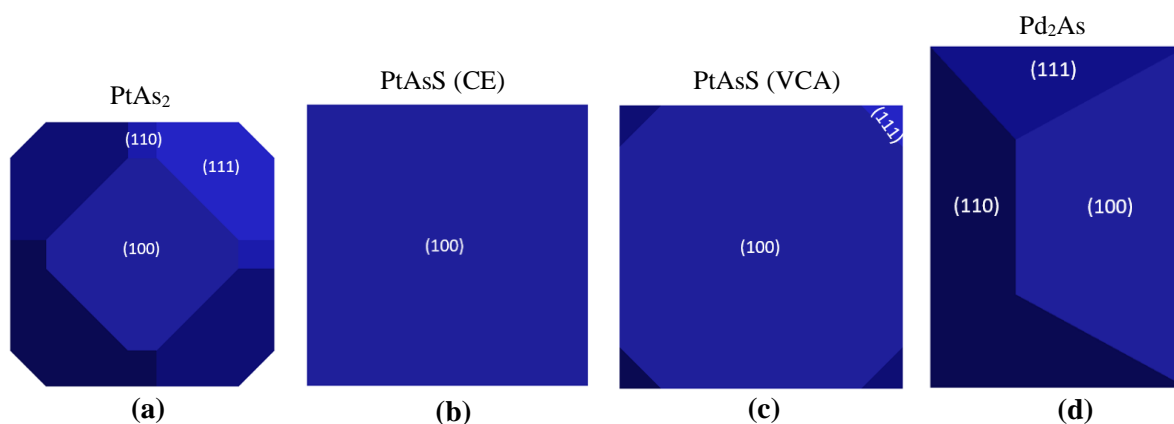 PtAs₂
(110)
(111)
(100)
(a)
PtAsS (CE)
(100)
(b)
PtAsS (VCA)
(111)
(100)
(c)
Pd₂As
(111)
(110)
(100)
(d)